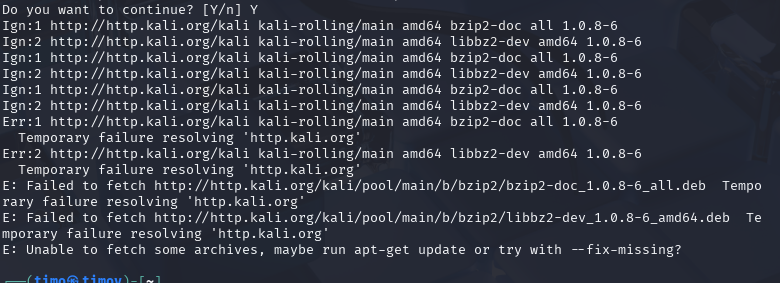 Do you want to continue? [Y/n] Y
Ign:1 http://http.kali.org/kali kali-rolling/main amd64 bzip2-doc all 1.0.8-6
Ign:2 http://http.kali.org/kali kali-rolling/main amd64 libbz2-dev amd64 1.0.8-6
Ign:1 http://http.kali.org/kali kali-rolling/main amd64 bzip2-doc all 1.0.8-6
Ign:2 http://http.kali.org/kali kali-rolling/main amd64 libbz2-dev amd64 1.0.8-6
Ign:1 http://http.kali.org/kali kali-rolling/main amd64 bzip2-doc all 1.0.8-6
Ign:2 http://http.kali.org/kali kali-rolling/main amd64 libbz2-dev amd64 1.0.8-6
Err:1 http://http.kali.org/kali kali-rolling/main amd64 bzip2-doc all 1.0.8-6
  Temporary failure resolving 'http.kali.org'
Err:2 http://http.kali.org/kali kali-rolling/main amd64 libbz2-dev amd64 1.0.8-6
  Temporary failure resolving 'http.kali.org'
E: Failed to fetch http://http.kali.org/kali/pool/main/b/bzip2/bzip2-doc_1.0.8-6_all.deb  Tempo
rary failure resolving 'http.kali.org'
E: Failed to fetch http://http.kali.org/kali/pool/main/b/bzip2/libbz2-dev_1.0.8-6_amd64.deb  Te
mporary failure resolving 'http.kali.org'
E: Unable to fetch some archives, maybe run apt-get update or try with --fix-missing?
┌──(timo㉿timov)-[~]